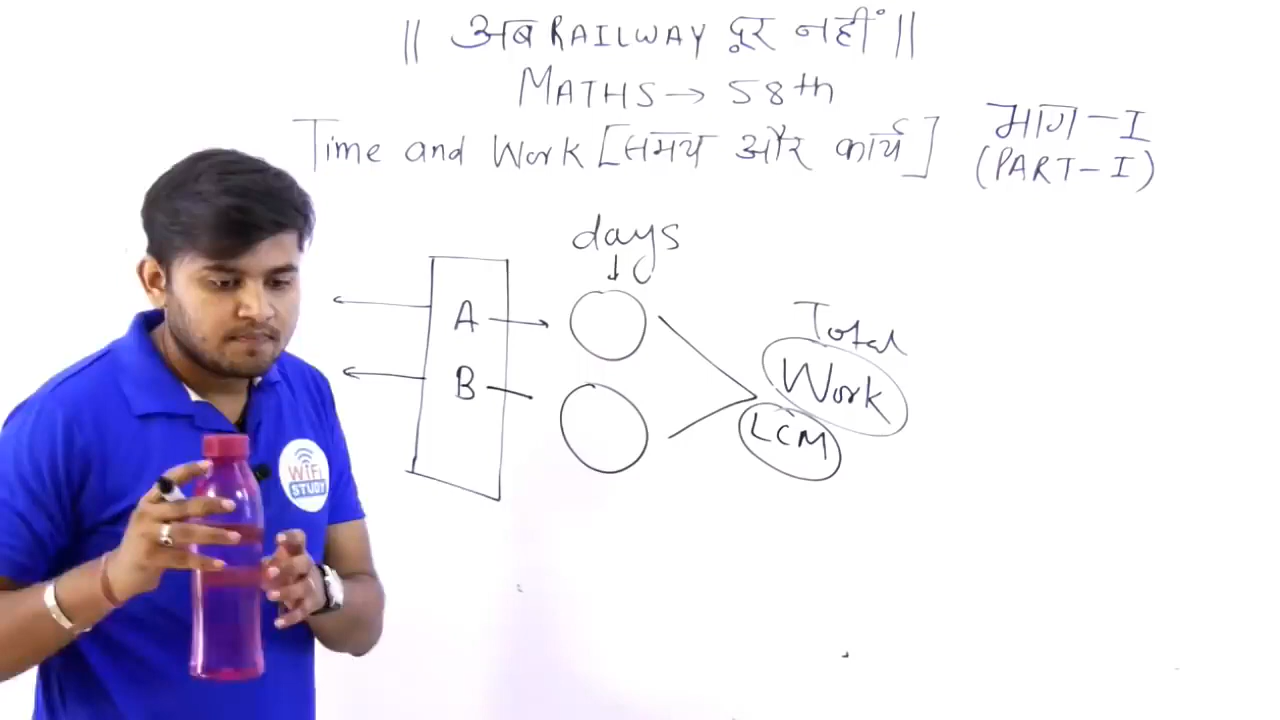 || अब RAILWAY दूर नहीं ||
MATHS → 58th
Time and Work [समय और कार्य]
भाग - I
(PART - I)
days
A
B
Total
Work
LCM
WiFi
STUDY